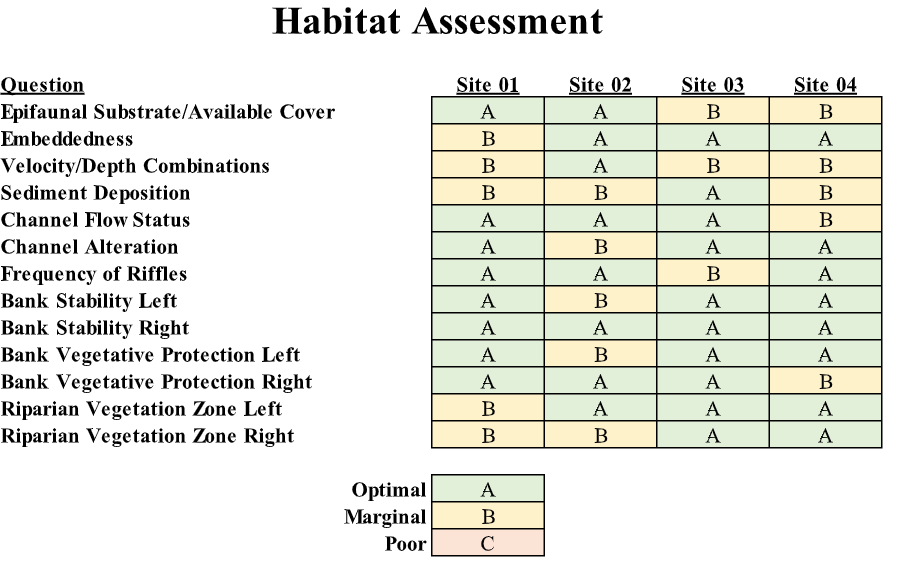 Habitat Assessment
Question Site 01 Site 02 Site 03 Site 04
Epifaunal Substrate/Available Cover A A B B
Embeddedness B A A A
Velocity/Depth Combinations B A B B
Sediment Deposition B B A B
Channel Flow Status A A A B
Channel Alteration A B A A
Frequency of Riffles A A B A
Bank Stability Left A B A A
Bank Stability Right A A A A
Bank Vegetative Protection Left A B A A
Bank Vegetative Protection Right A A A B
Riparian Vegetation Zone Left B A A A
Riparian Vegetation Zone Right B B A A
Optimal A
Marginal B
Poor C